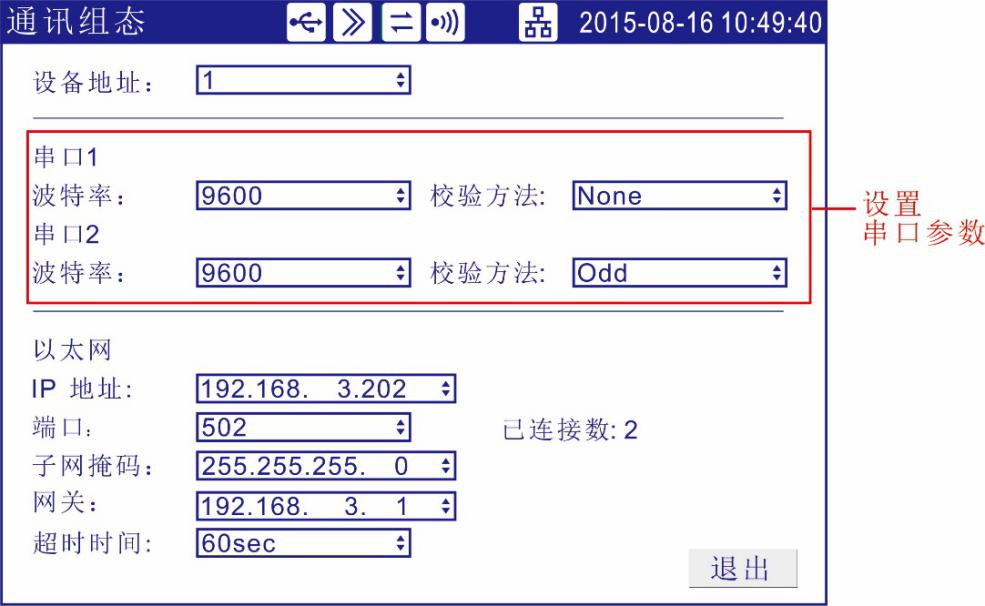 通讯组态 2015-08-16 10:49:40
设备地址： 1
串口1
波特率： 9600 校验方法: None
串口2
波特率： 9600 校验方法: Odd
设置
串口参数
以太网
IP 地址: 192.168. 3.202
端口： 502 已连接数: 2
子网掩码： 255.255.255. 0
网关： 192.168. 3. 1
超时时间: 60sec
退出